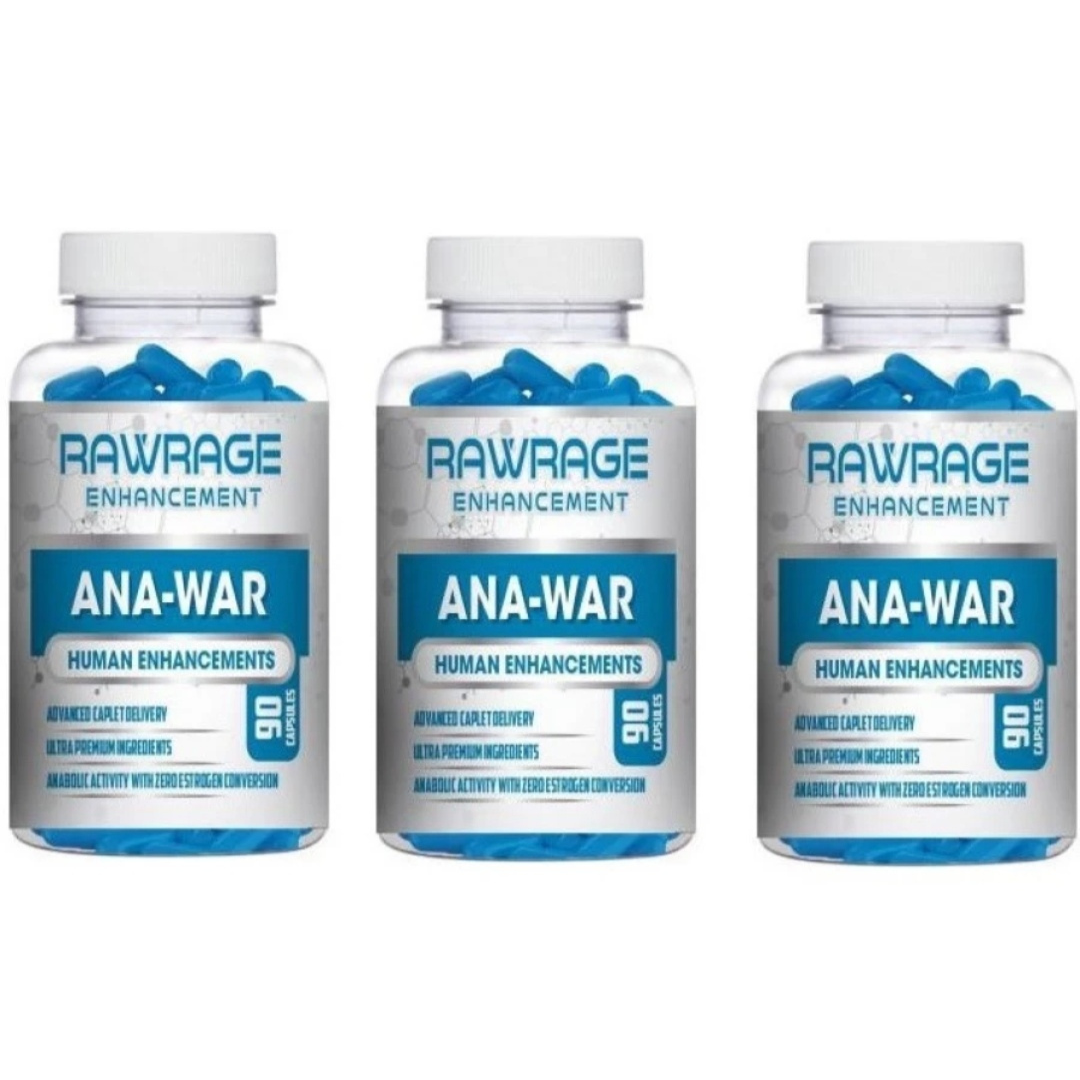 RAWRAGE
ENHANCEMENT
ANA-WAR
HUMAN ENHANCEMENTS
90
CAPSULES
ADVANCED CAPLET DELIVERY
ULTRA PREMIUM INGREDIENTS
ANABOLIC ACTIVITY WITH ZERO ESTROGEN CONVERSION
RAWRAGE
ENHANCEMENT
ANA-WAR
HUMAN ENHANCEMENTS
90
CAPSULES
ADVANCED CAPLET DELIVERY
ULTRA PREMIUM INGREDIENTS
ANABOLIC ACTIVITY WITH ZERO ESTROGEN CONVERSION
RAWRAGE
ENHANCEMENT
ANA-WAR
HUMAN ENHANCEMENTS
90
CAPSULES
ADVANCED CAPLET DELIVERY
ULTRA PREMIUM INGREDIENTS
ANABOLIC ACTIVITY WITH ZERO ESTROGEN CONVERSION